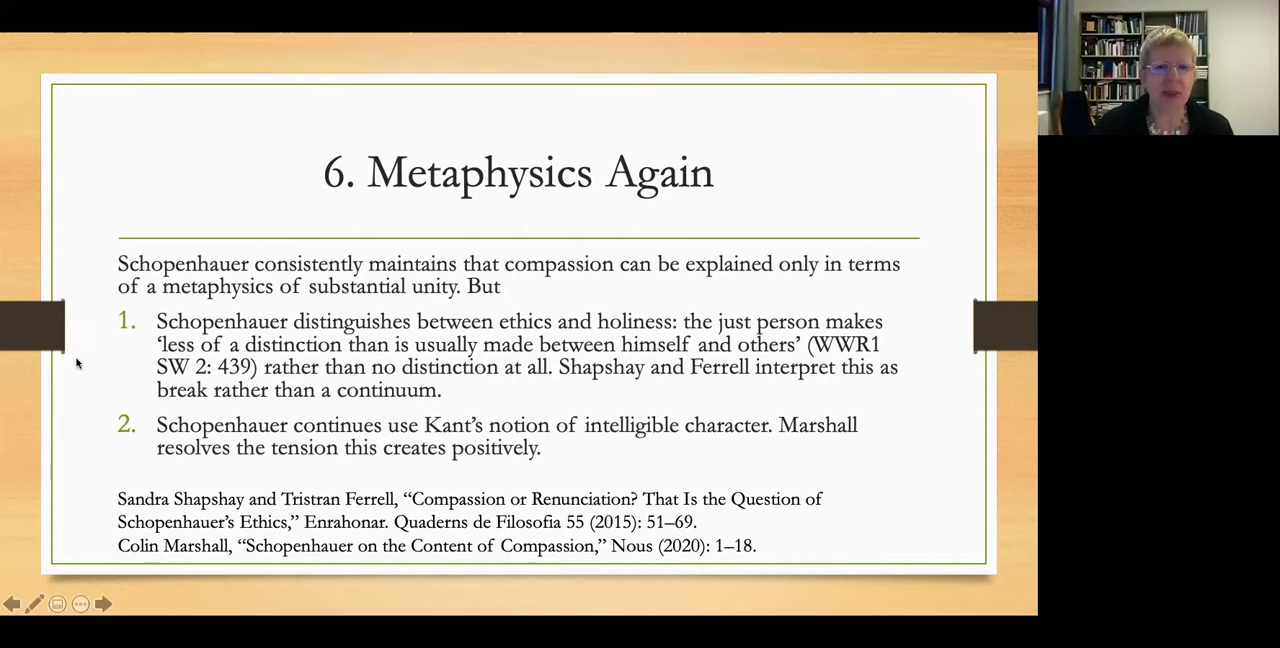 6. Metaphysics Again
Schopenhauer consistently maintains that compassion can be explained only in terms
of a metaphysics of substantial unity. But
1. Schopenhauer distinguishes between ethics and holiness: the just person makes
‘less of a distinction than is usually made between himself and others’ (WWR1
SW 2: 439) rather than no distinction at all. Shapshay and Ferrell interpret this as
break rather than a continuum.
2. Schopenhauer continues use Kant’s notion of intelligible character. Marshall
resolves the tension this creates positively.
Sandra Shapshay and Tristran Ferrell, “Compassion or Renunciation? That Is the Question of
Schopenhauer’s Ethics,” Enrahonar. Quaderns de Filosofia 55 (2015): 51–69.
Colin Marshall, “Schopenhauer on the Content of Compassion,” Nous (2020): 1–18.